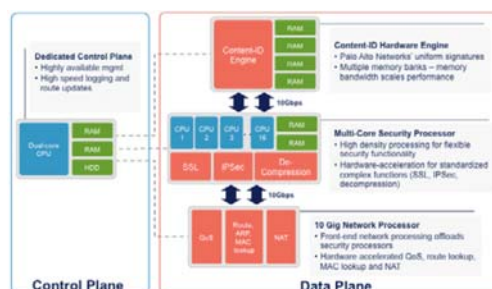 Dedicated Control Plane
• Highly available mgmt
• High speed logging and
route updates
Dual-core
CPU
RAM
RAM
HDD
Control Plane
Content-ID
Engine
RAM
RAM
RAM
RAM
Content-ID Hardware Engine
• Palo Alto Networks' uniform signatures
• Multiple memory banks – memory
bandwidth scales performance
10Gbps
CPU
1
CPU
2
CPU
3
CPU
16
RAM
RAM
SSL
IPSec
De-
Compression
Multi-Core Security Processor
• High density processing for flexible
security functionality
• Hardware-acceleration for standardized
complex functions (SSL, IPSec,
decompression)
10Gbps
QoS
Route,
ARP,
MAC
lookup
NAT
10 Gig Network Processor
• Front-end network processing offloads
security processors
• Hardware accelerated QoS, route lookup,
MAC lookup and NAT
Data Plane